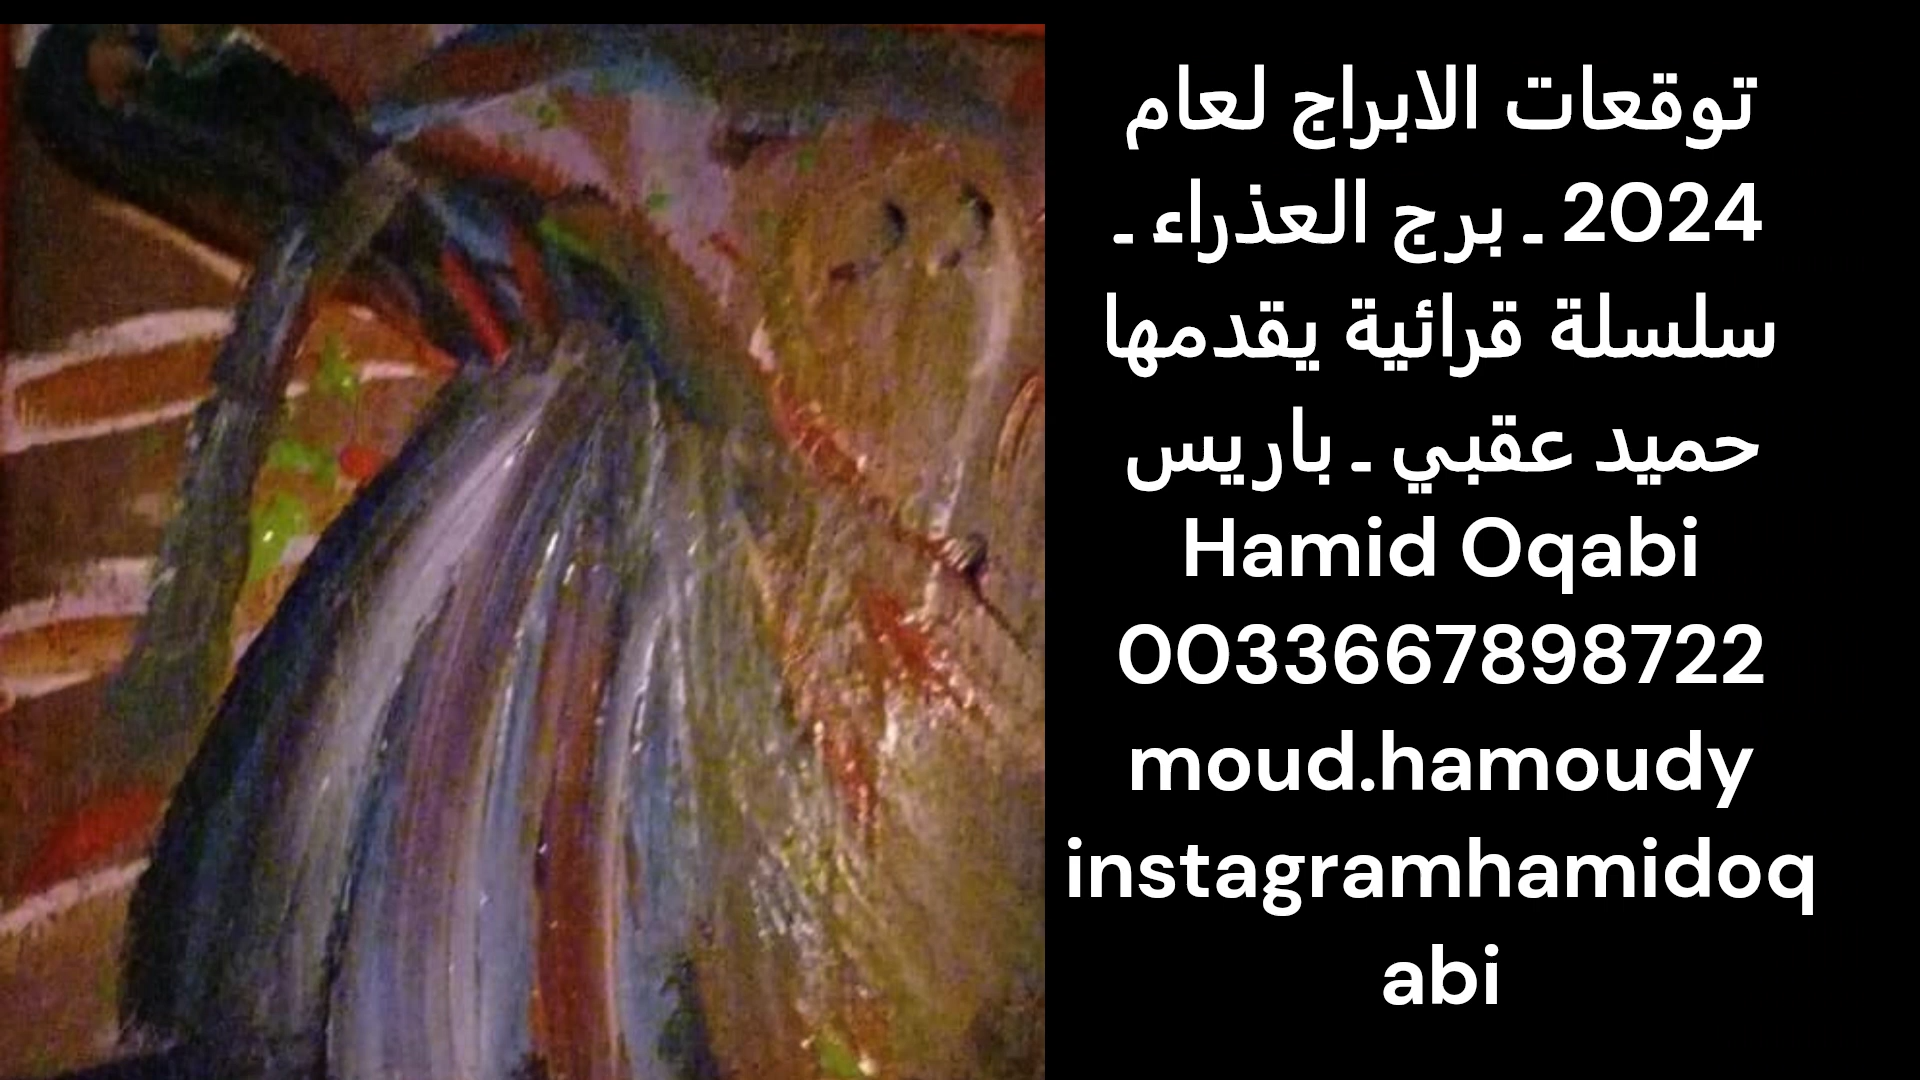 توقعات الابراج لعام
2024 ـ برج العذراء ـ
سلسلة قرائية يقدمها
حميد عقبي ـ باريس
Hamid Oqabi
0033667898722
moud.hamoudy
instagramhamidoq
abi